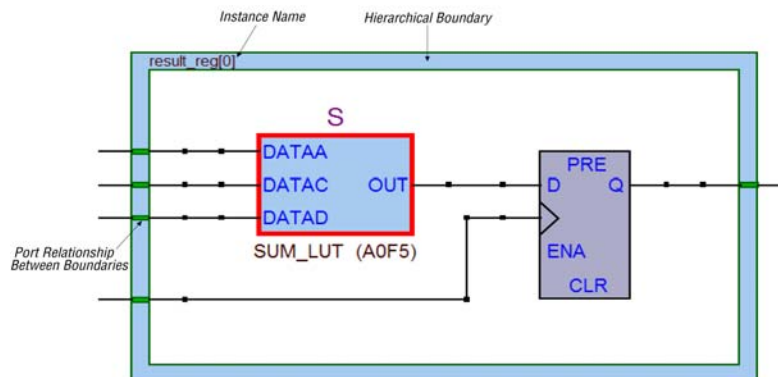 Instance Name
Hierarchical Boundary
result_reg[0]
S
DATAA
DATAC OUT
DATAD
SUM_LUT (A0F5)
PRE
D Q
ENA
CLR
Port Relationship
Between Boundaries